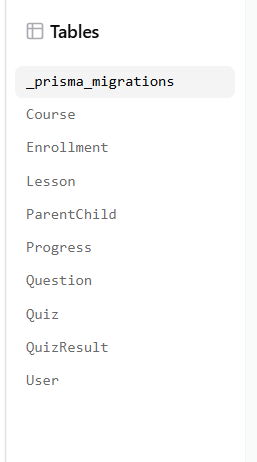 Tables
_prisma_migrations
Course
Enrollment
Lesson
ParentChild
Progress
Question
Quiz
QuizResult
User